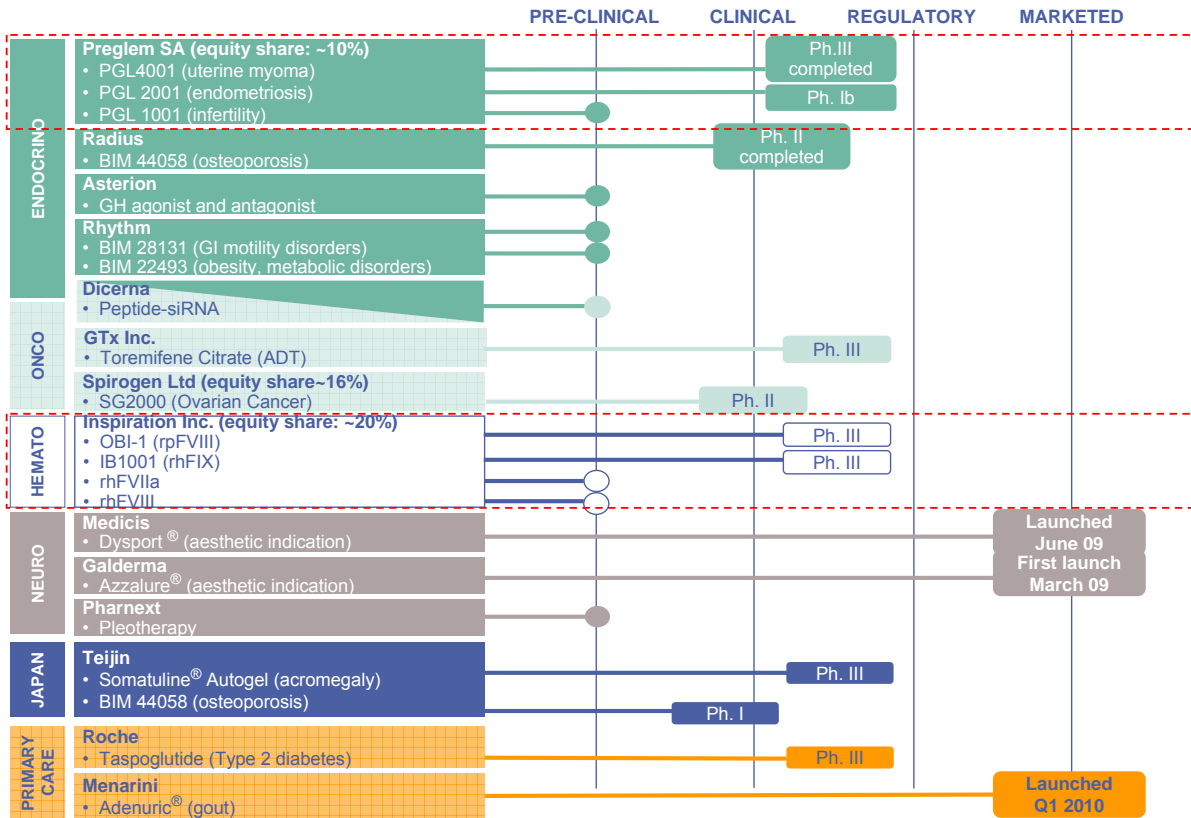 PRE-CLINICAL CLINICAL REGULATORY MARKETED
ENDOCRINO
Preglem SA (equity share: ~10%)
• PGL4001 (uterine myoma)
Ph.III
completed
• PGL 2001 (endometriosis)
Ph. Ib
• PGL 1001 (infertility)
Radius
• BIM 44058 (osteoporosis)
Ph. II
completed
Asterion
• GH agonist and antagonist
Rhythm
• BIM 28131 (GI motility disorders)
• BIM 22493 (obesity, metabolic disorders)
Dicerna
• Peptide-siRNA
ONCO
GTx Inc.
• Toremifene Citrate (ADT)
Ph. III
Spirogen Ltd (equity share~16%)
• SG2000 (Ovarian Cancer)
Ph. II
HEMATO
Inspiration Inc. (equity share: ~20%)
• OBI-1 (rpFVIII)
Ph. III
• IB1001 (rhFIX)
Ph. III
• rhFVIIa
• rhFVIII
NEURO
Medicis
• Dysport ® (aesthetic indication)
Launched
June 09
Galderma
• Azzalure® (aesthetic indication)
First launch
March 09
Pharnext
• Pleotherapy
JAPAN
Teijin
• Somatuline® Autogel (acromegaly)
Ph. III
• BIM 44058 (osteoporosis)
Ph. I
PRIMARY
CARE
Roche
• Taspoglutide (Type 2 diabetes)
Ph. III
Menarini
• Adenuric® (gout)
Launched
Q1 2010